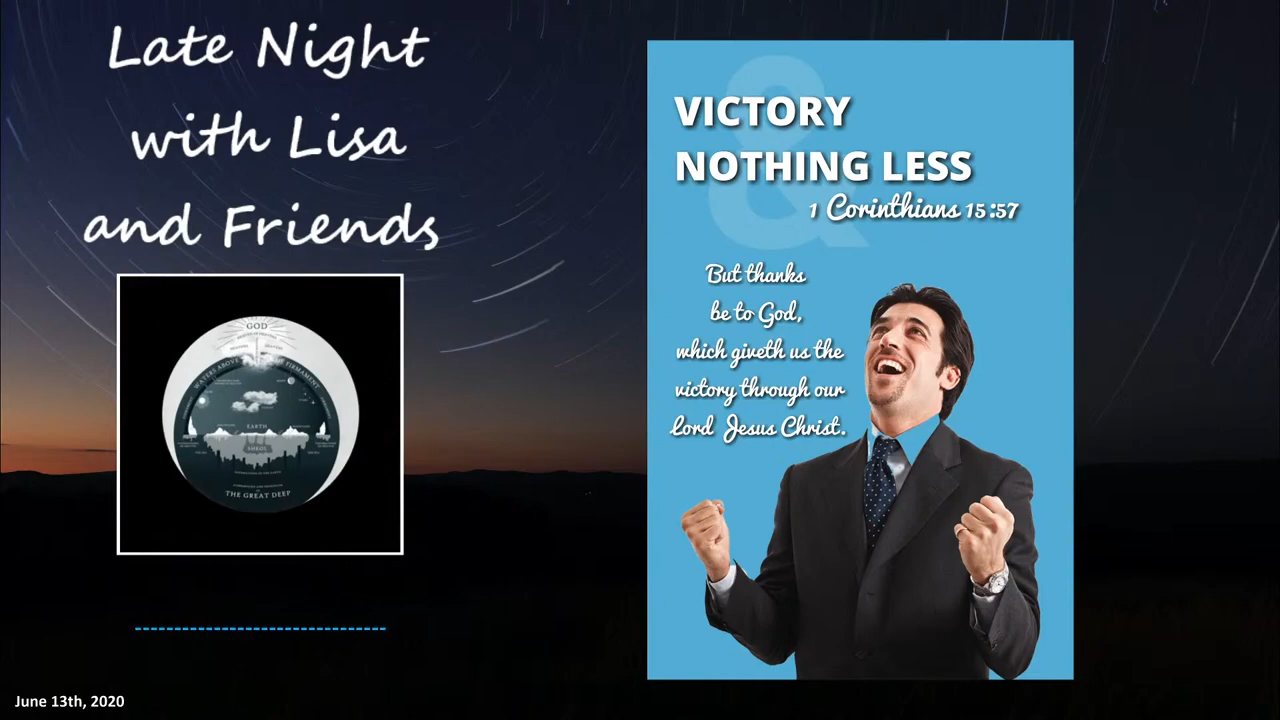 Late Night
with Lisa
and Friends
GOD
WATERS ABOVE
FIRMAMENT
EARTH
SHEOL
THE GREAT DEEP
June 13th, 2020
VICTORY
NOTHING LESS
1 Corinthians 15:57
But thanks
be to God,
which giveth us the
victory through our
Lord Jesus Christ.